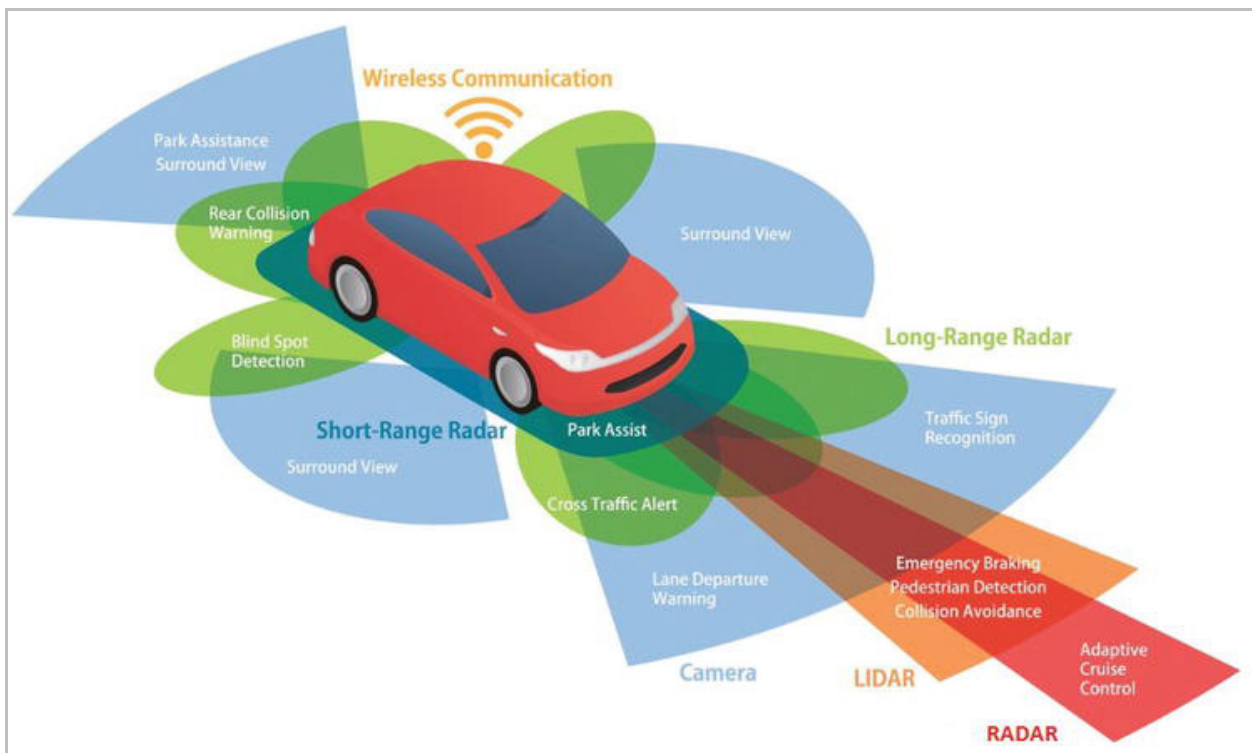 Wireless Communication
Park Assistance
Surround View
Rear Collision
Warning
Surround View
Blind Spot
Detection
Long-Range Radar
Short-Range Radar
Park Assist
Traffic Sign
Recognition
Surround View
Cross Traffic Alert
Lane Departure
Warning
Emergency Braking
Pedestrian Detection
Collision Avoidance
Camera
LIDAR
Adaptive
Cruise
Control
RADAR